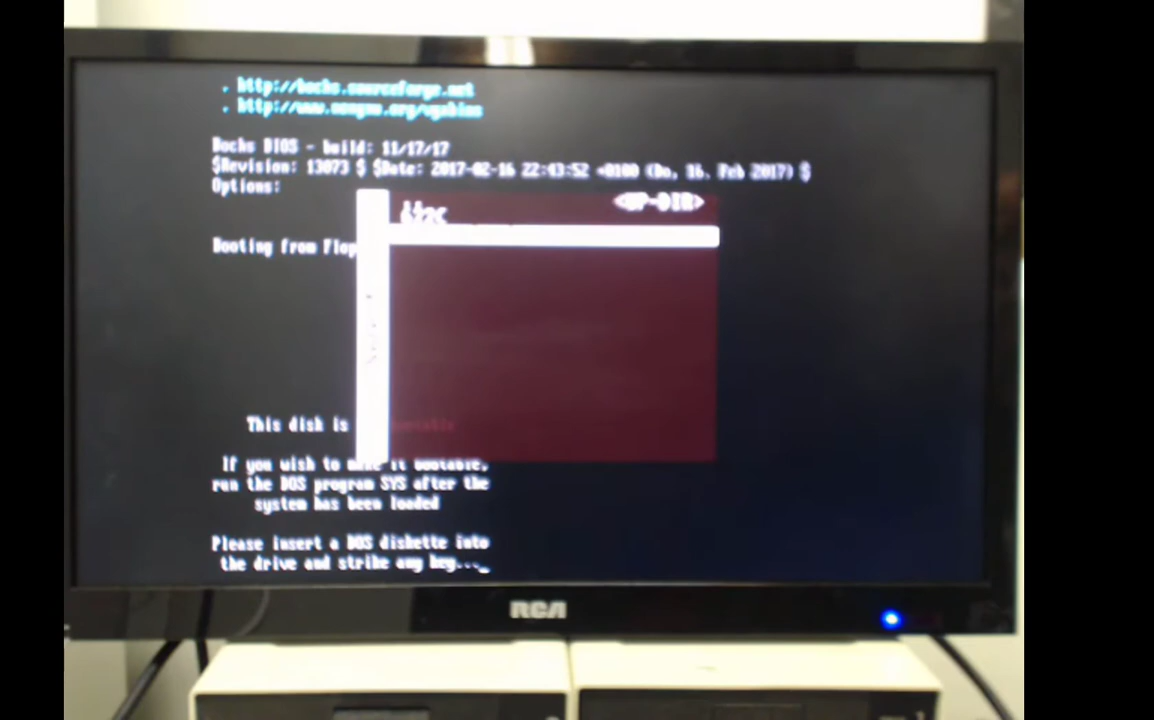 . http://bochs.sourceforge.net
. http://www.nongnu.org/vgabios
Bochs BIOS - build: 11/17/17
$Revision: 13073 $ $Date: 2017-02-16 22:43:52 +0100 (Do, 16. Feb 2017) $
Options:
<UP-DIR>
Booting from Flop
This disk is
If you wish to make it bootable,
run the DOS program SYS after the
system has been loaded
Please insert a DOS diskette into
the drive and strike any key..._
RCA